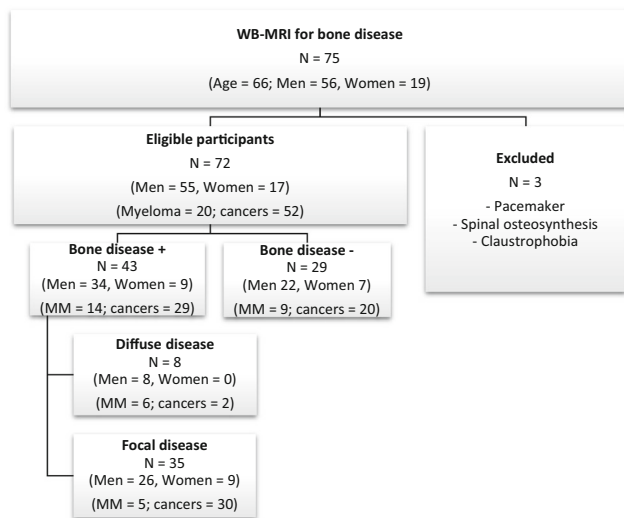 WB-MRI for bone disease
N = 75
(Age = 66; Men = 56, Women = 19)
Eligible participants
N = 72
(Men = 55, Women = 17)
(Myeloma = 20; cancers = 52)
Excluded
N = 3
- Pacemaker
- Spinal osteosynthesis
- Claustrophobia
Bone disease +
N = 43
(Men = 34, Women = 9)
(MM = 14; cancers = 29)
Bone disease -
N = 29
(Men 22, Women 7)
(MM = 9; cancers = 20)
Diffuse disease
N = 8
(Men = 8, Women = 0)
(MM = 6; cancers = 2)
Focal disease
N = 35
(Men = 26, Women = 9)
(MM = 5; cancers = 30)